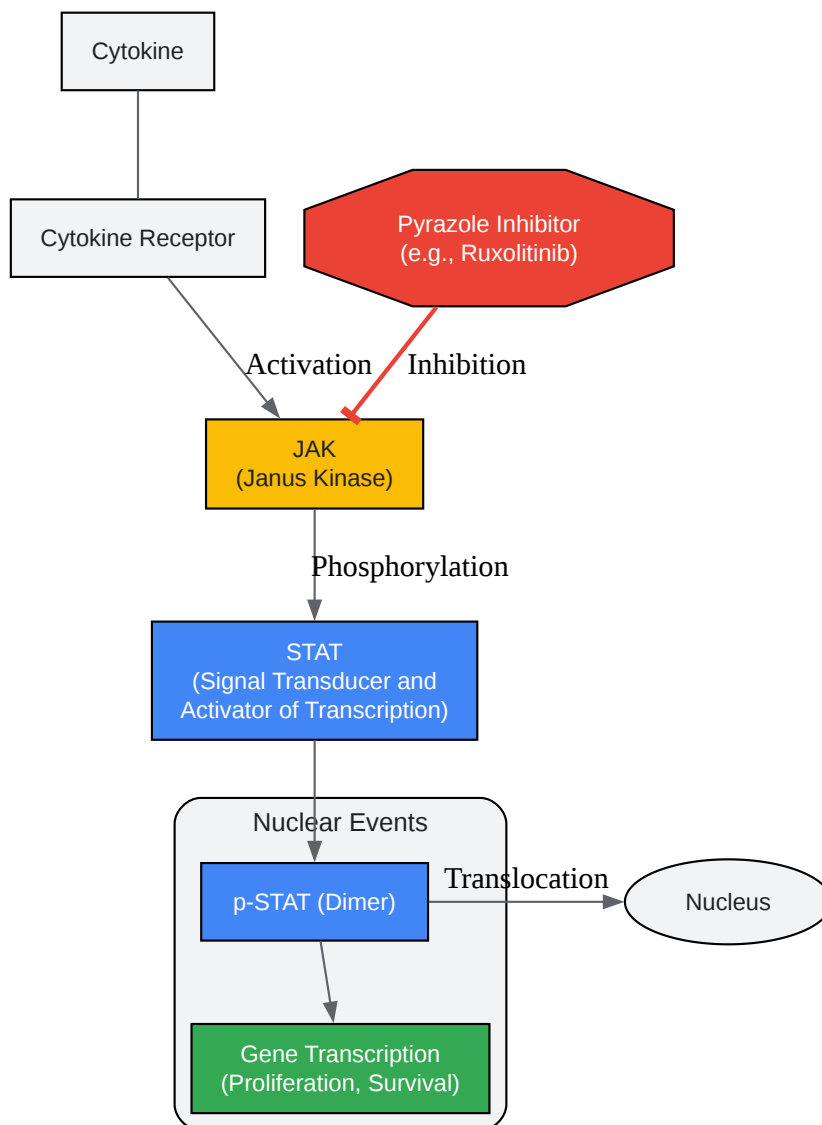 Cytokine
Cytokine Receptor
Pyrazole Inhibitor
(e.g., Ruxolitinib)
Activation
Inhibition
JAK
(Janus Kinase)
Phosphorylation
STAT
(Signal Transducer and
Activator of Transcription)
Nuclear Events
p-STAT (Dimer)
Translocation
Nucleus
Gene Transcription
(Proliferation, Survival)